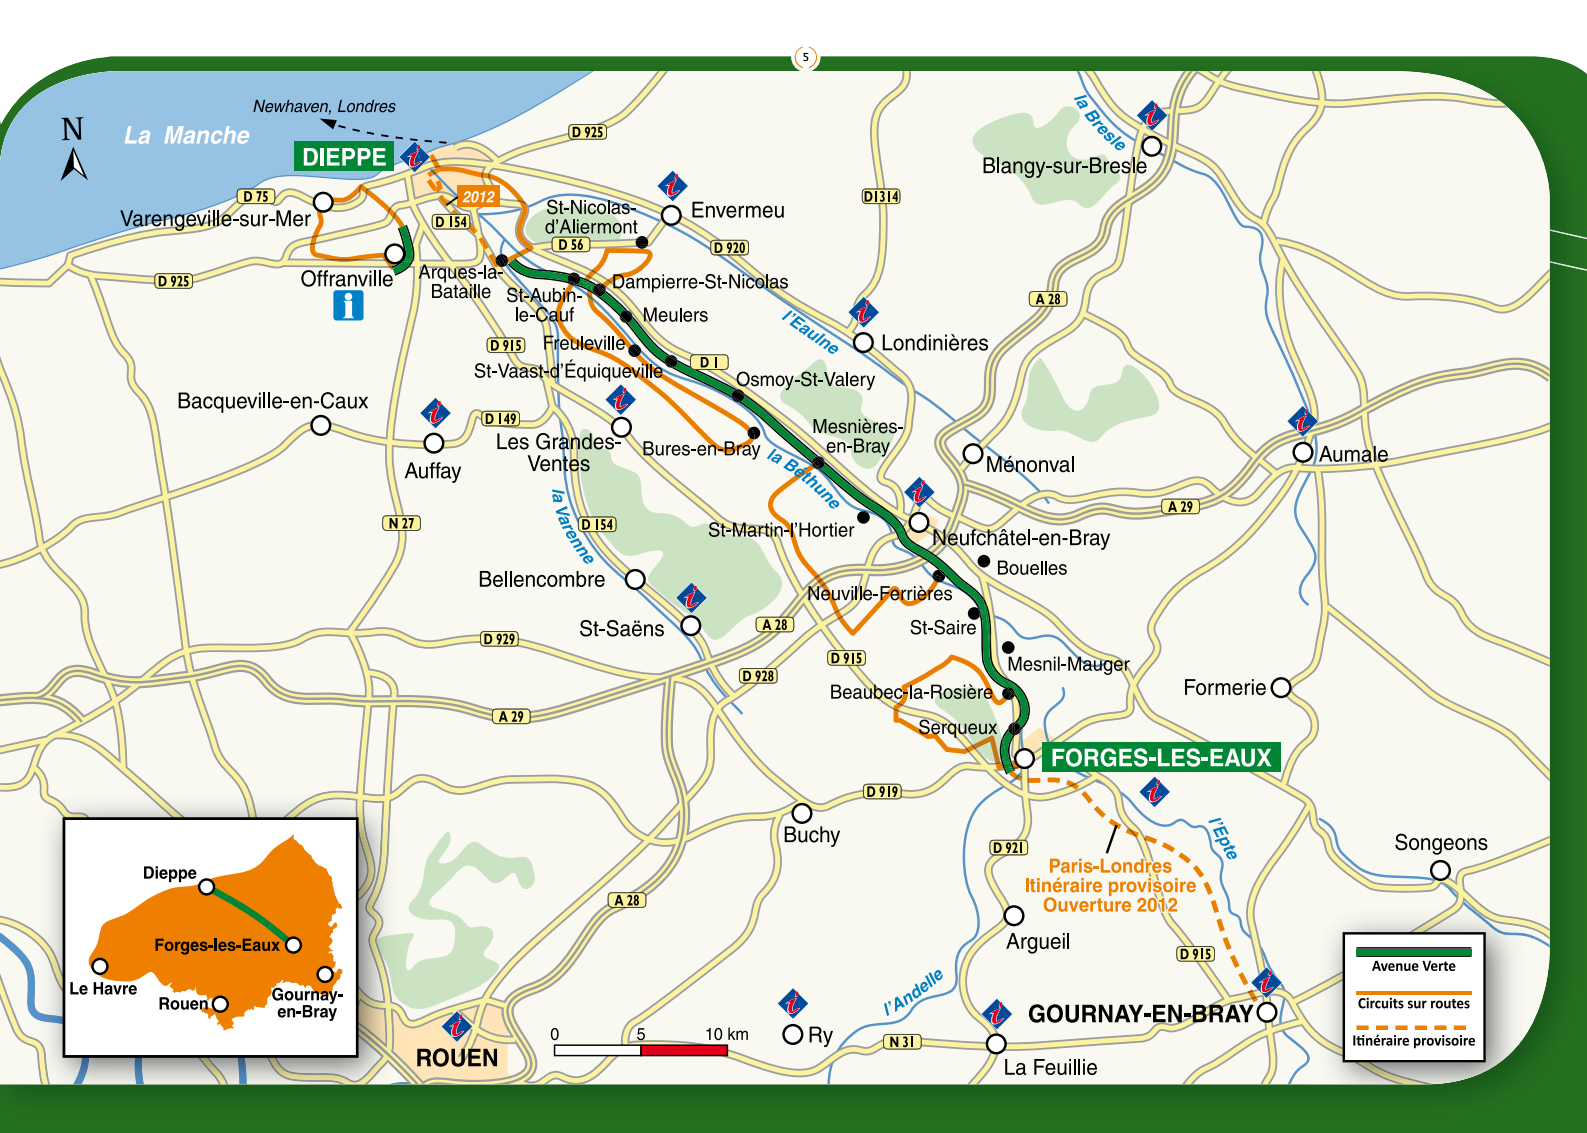 5
Newhaven, Londres
N
La Manche
DIEPPE
D 925
la Bresle
Blangy-sur-Bresle
D 75
Varengeville-sur-Mer
2012
D 154
St-Nicolas-
d'Aliermont
Envermeu
D1314
D 56
D 920
D 925
Offranville
i
Arques-la-
Bataille
St-Aubin-
le-Cauf
Dampierre-St-Nicolas
Meulers
A 28
l'Eaulne
Londinières
D 915
Freuleville
St-Vaast-d'Équiqueville
D 1
Osmoy-St-Valery
Bacqueville-en-Caux
Auffay
D 149
Les Grandes-
Ventes
Bures-en-Bray
Mesnières-
en-Bray
la Béthune
Ménonval
Aumale
A 29
la Varenne
N 27
D 154
St-Martin-l'Hortier
Neufchâtel-en-Bray
Bouelles
Bellencombre
Neuville-Ferrières
St-Saëns
A 28
St-Saire
D 929
D 915
Mesnil-Mauger
D 928
Beaubec-la-Rosière
Formerie
A 29
Serqueux
FORGES-LES-EAUX
D 919
Buchy
l'Epte
D 921
Songeons
Paris-Londres
Itinéraire provisoire
Ouverture 2012
A 28
Argueil
D 915
l'Andelle
GOURNAY-EN-BRAY
Ry
N 31
La Feuillie
ROUEN
0 5 10 km
Dieppe
Forges-les-Eaux
Le Havre
Rouen
Gournay-
en-Bray
Avenue Verte
Circuits sur routes
Itinéraire provisoire